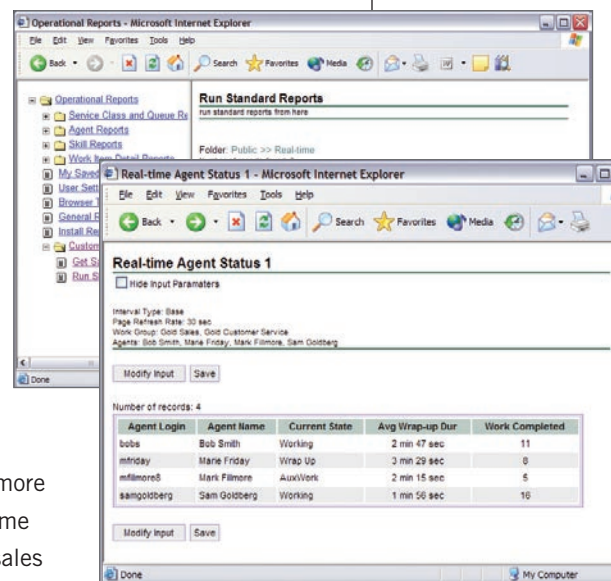 Operational Reports - Microsoft Internet Explorer
File Edit View Favorites Tools Help
Back Search Favorites Media
Operational Reports
Service Class and Queue Re
Agent Reports
Skill Reports
Work Item Detail Reports
My Saved
User Sett
Browser T
General R
Install Re
Custom
Get S
Run S
Run Standard Reports
run standard reports from here
Folder: Public >> Real-time
Done
Real-time Agent Status 1 - Microsoft Internet Explorer
File Edit View Favorites Tools Help
Back Search Favorites Media
Real-time Agent Status 1
Hide Input Paramaters
Interval Type: Base
Page Refresh Rate: 30 sec
Work Group: Gold Sales, Gold Customer Service
Agents: Bob Smith, Marie Friday, Mark Fillmore, Sam Goldberg
Modify Input Save
Number of records: 4
Agent Login Agent Name Current State Avg Wrap-up Dur Work Completed
bobs Bob Smith Working 2 min 47 sec 11
mfriday Marie Friday Wrap Up 3 min 29 sec 8
mfillmore8 Mark Fillmore AuxWork 2 min 15 sec 5
samgoldberg Sam Goldberg Working 1 min 56 sec 16
Modify Input Save
Done My Computer
more
me
sales